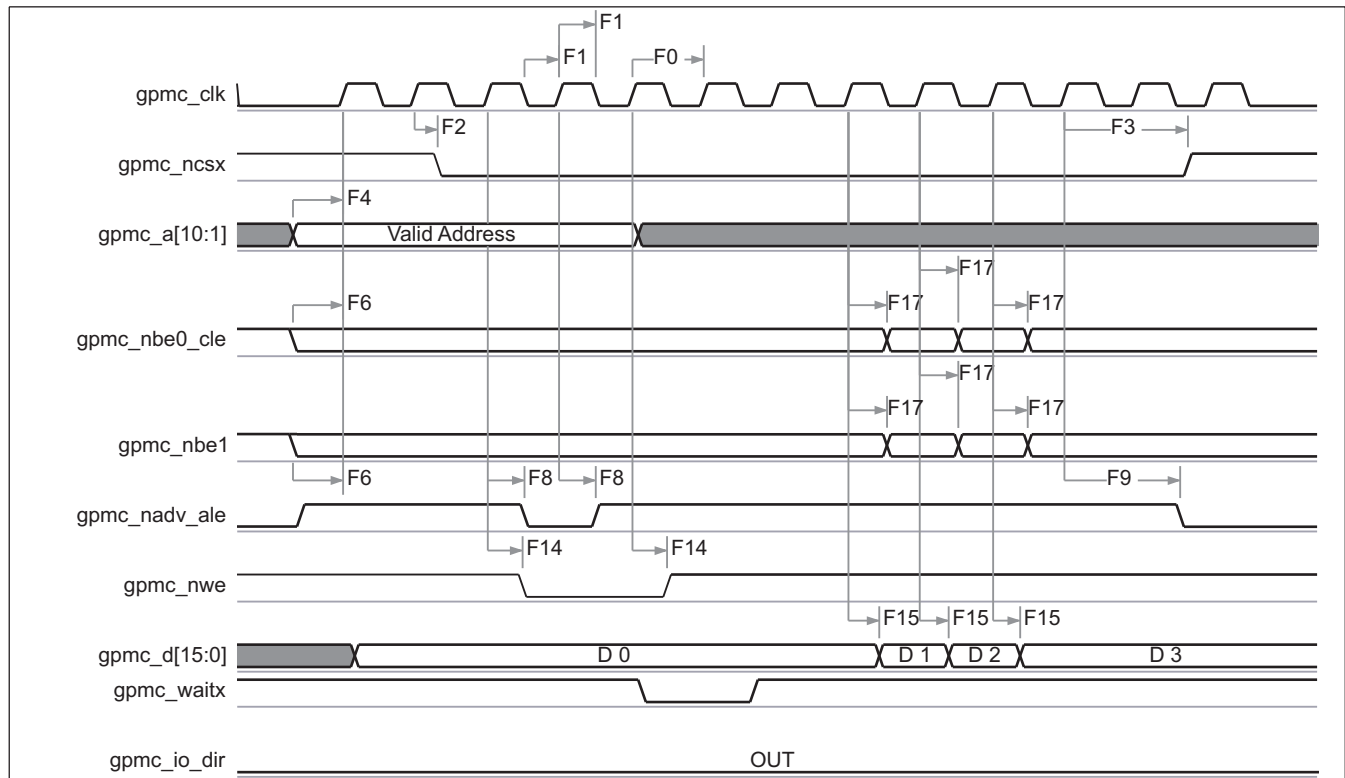 F1
F1 F0
gpmc_clk
F2 F3
gpmc_ncsx
F4
gpmc_a[10:1] Valid Address
F17
F6 F17 F17
gpmc_nbe0_cle
F17
F17 F17
gpmc_nbe1
F6 F8 F8 F9
gpmc_nadv_ale
F14 F14
gpmc_nwe
F15 F15 F15
gpmc_d[15:0] D 0 D 1 D 2 D 3
gpmc_waitx
gpmc_io_dir OUT